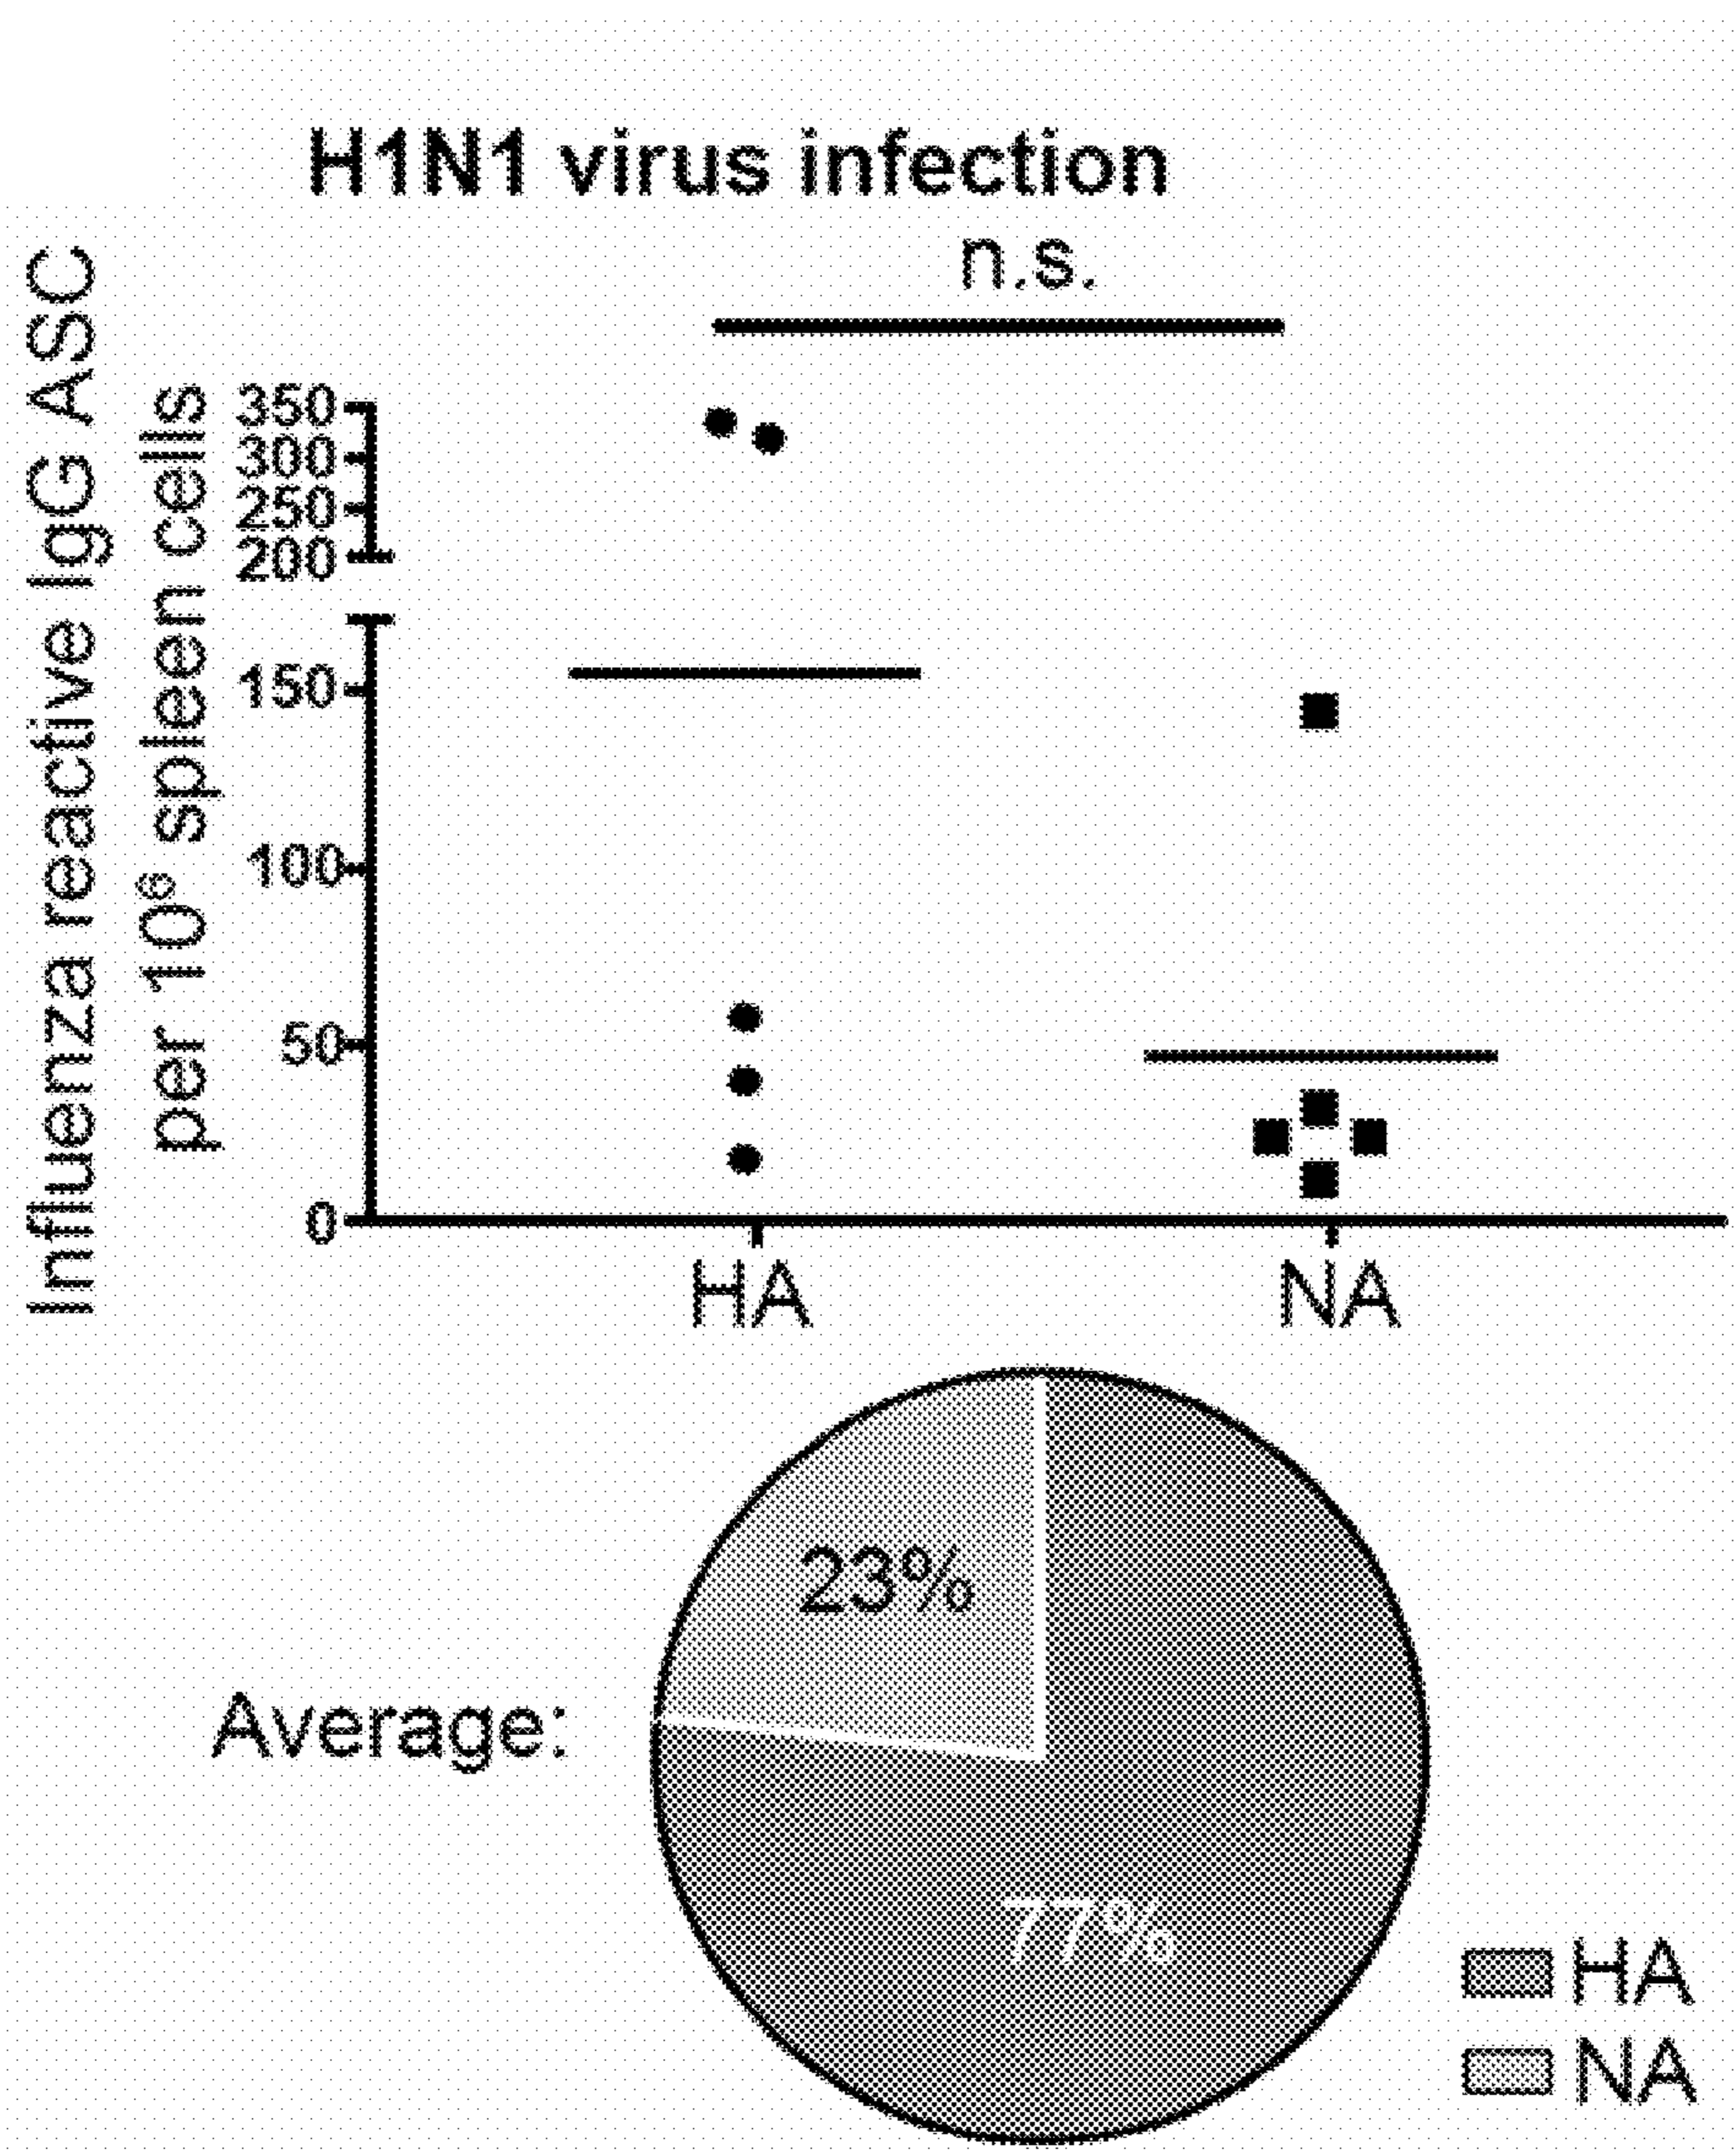 H1N1 virus infection
n.s.
Influenza reactive IgG ASC
per 10⁶ spleen cells
350
300
250
200
150
100
50
0
HA
NA
Average:
23%
77%
HA
NA